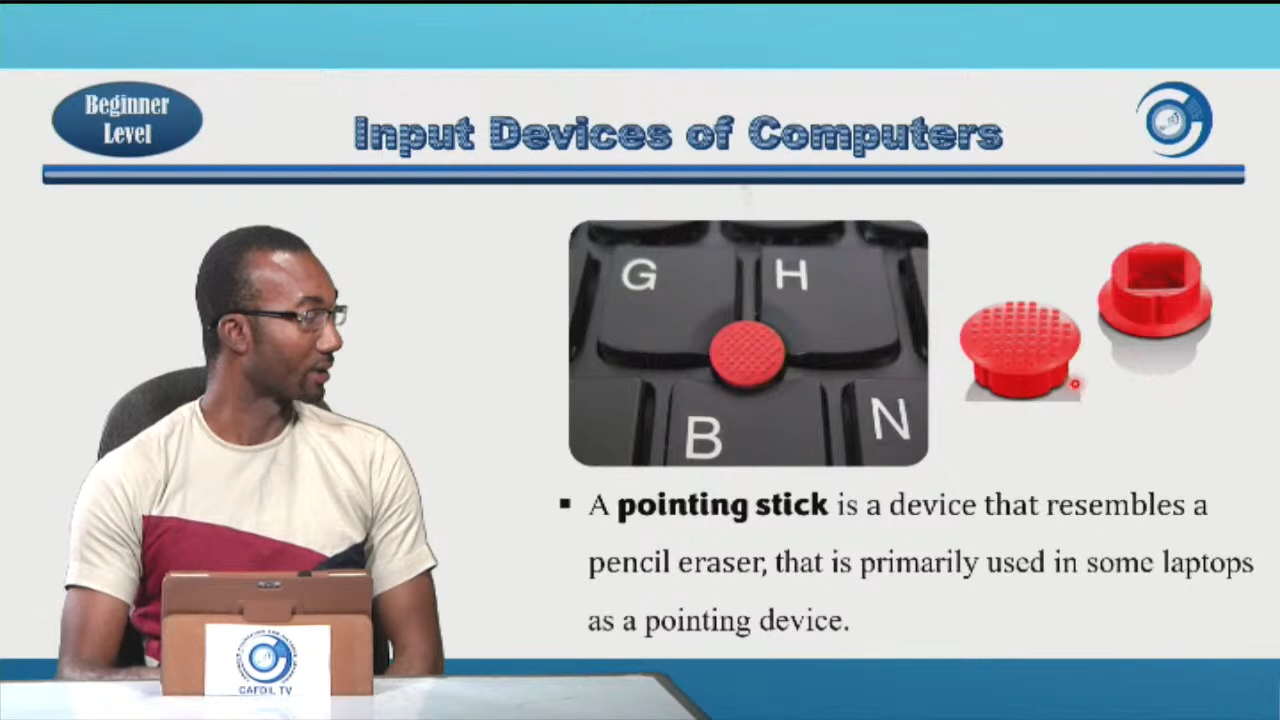 Beginner
Level
Input Devices of Computers
G
H
B
N
▪ A pointing stick is a device that resembles a
pencil eraser, that is primarily used in some laptops
as a pointing device.
CAFDIL TV